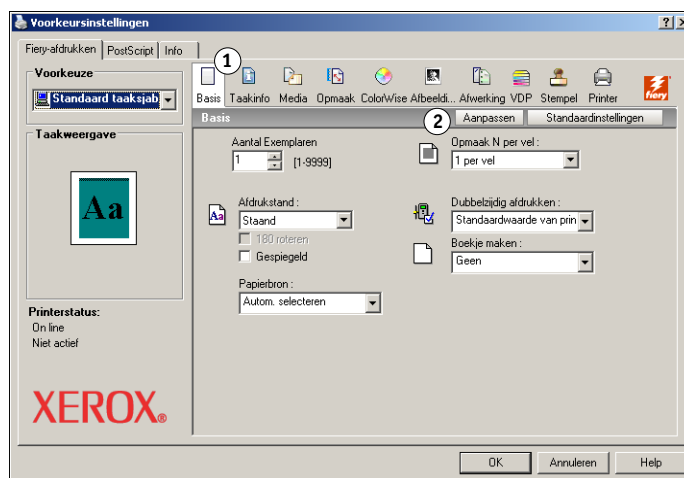 Voorkeursinstellingen
Fiery-afdrukken PostScript Info
Voorkeuze
Standaard taaksjab
Taakweergave
Aa
Printerstatus:
On line
Niet actief
XEROX®
1
Basis Taakinfo Media Opmaak ColorWise Afbeeldi... Afwerking VDP Stempel Printer
fiery
Basis
2
Aanpassen Standaardinstellingen
Aantal Exemplaren
1 [1-9999]
Afdrukstand :
Aa
Staand
180 roteren
Gespiegeld
Papierbron :
Autom. selecteren
Opmaak N per vel :
1 per vel
Dubbelzijdig afdrukken :
Standaardwaarde van prin
Boekje maken :
Geen
OK Annuleren Help